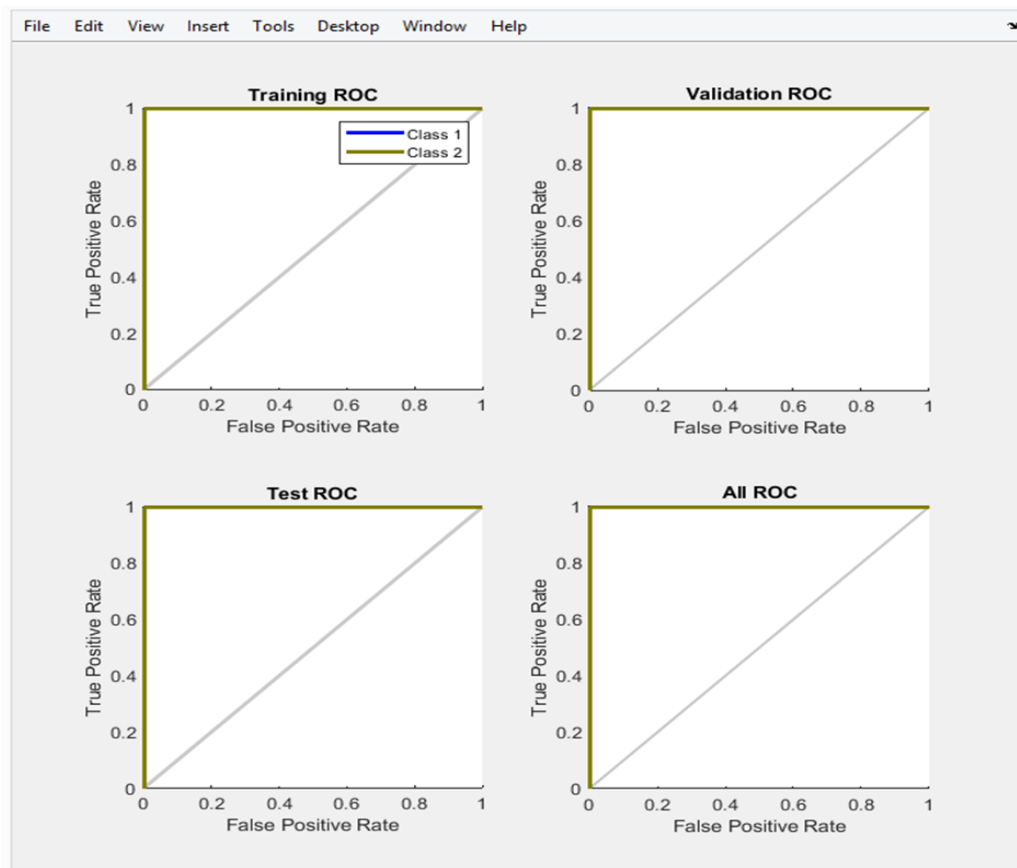 File Edit View Insert Tools Desktop Window Help
Training ROC
1
0.8
0.6
0.4
0.2
0
True Positive Rate
Class 1
Class 2
0 0.2 0.4 0.6 0.8 1
False Positive Rate
Validation ROC
1
0.8
0.6
0.4
0.2
0
True Positive Rate
0 0.2 0.4 0.6 0.8 1
False Positive Rate
Test ROC
1
0.8
0.6
0.4
0.2
0
True Positive Rate
0 0.2 0.4 0.6 0.8 1
False Positive Rate
All ROC
1
0.8
0.6
0.4
0.2
0
True Positive Rate
0 0.2 0.4 0.6 0.8 1
False Positive Rate